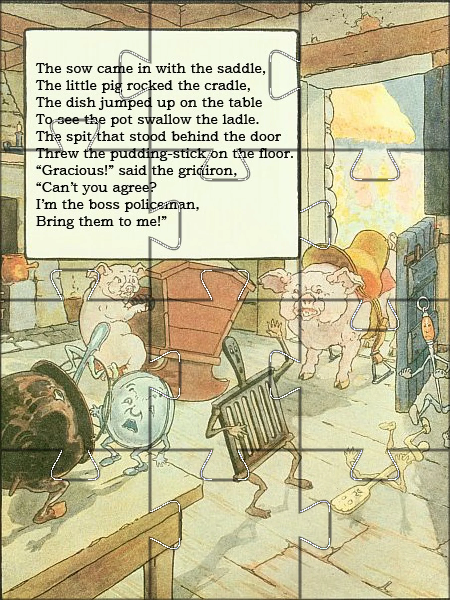 The sow came in with the saddle,
The little pig rocked the cradle,
The dish jumped up on the table
To see the pot swallow the ladle.
The spit that stood behind the door
Threw the pudding-stick on the floor.
“Gracious!” said the gridiron,
“Can’t you agree?
I’m the boss policeman,
Bring them to me!”